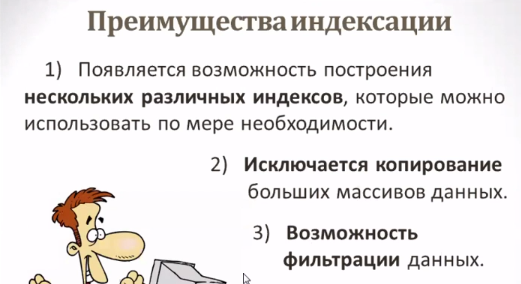 Преимущества индексации
1) Появляется возможность построения
нескольких различных индексов, которые можно
использовать по мере необходимости.
2) Исключается копирование
больших массивов данных.
3) Возможность
фильтрации данных.